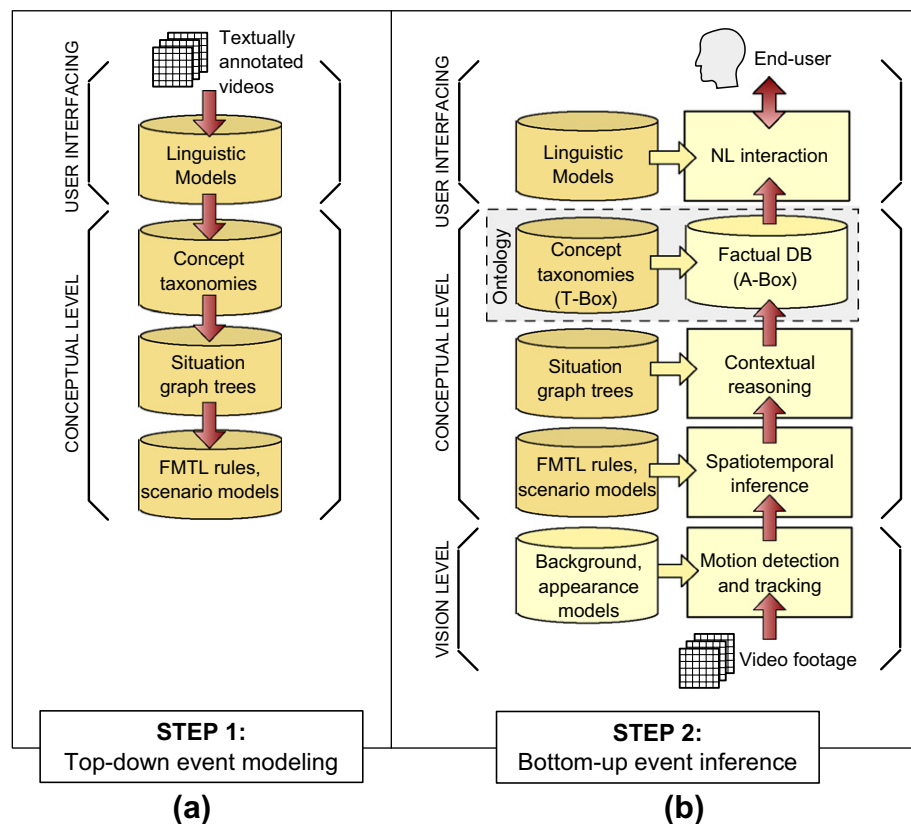 USER INTERFACING
Textually
annotated
videos
Linguistic
Models
CONCEPTUAL LEVEL
Concept
taxonomies
Situation
graph trees
FMTL rules,
scenario models
STEP 1:
Top-down event modeling
(a)
USER INTERFACING
End-user
Linguistic
Models
NL interaction
CONCEPTUAL LEVEL
Ontology
Concept
taxonomies
(T-Box)
Factual DB
(A-Box)
Situation
graph trees
Contextual
reasoning
FMTL rules,
scenario models
Spatiotemporal
inference
VISION LEVEL
Background,
appearance
models
Motion detection
and tracking
Video footage
STEP 2:
Bottom-up event inference
(b)